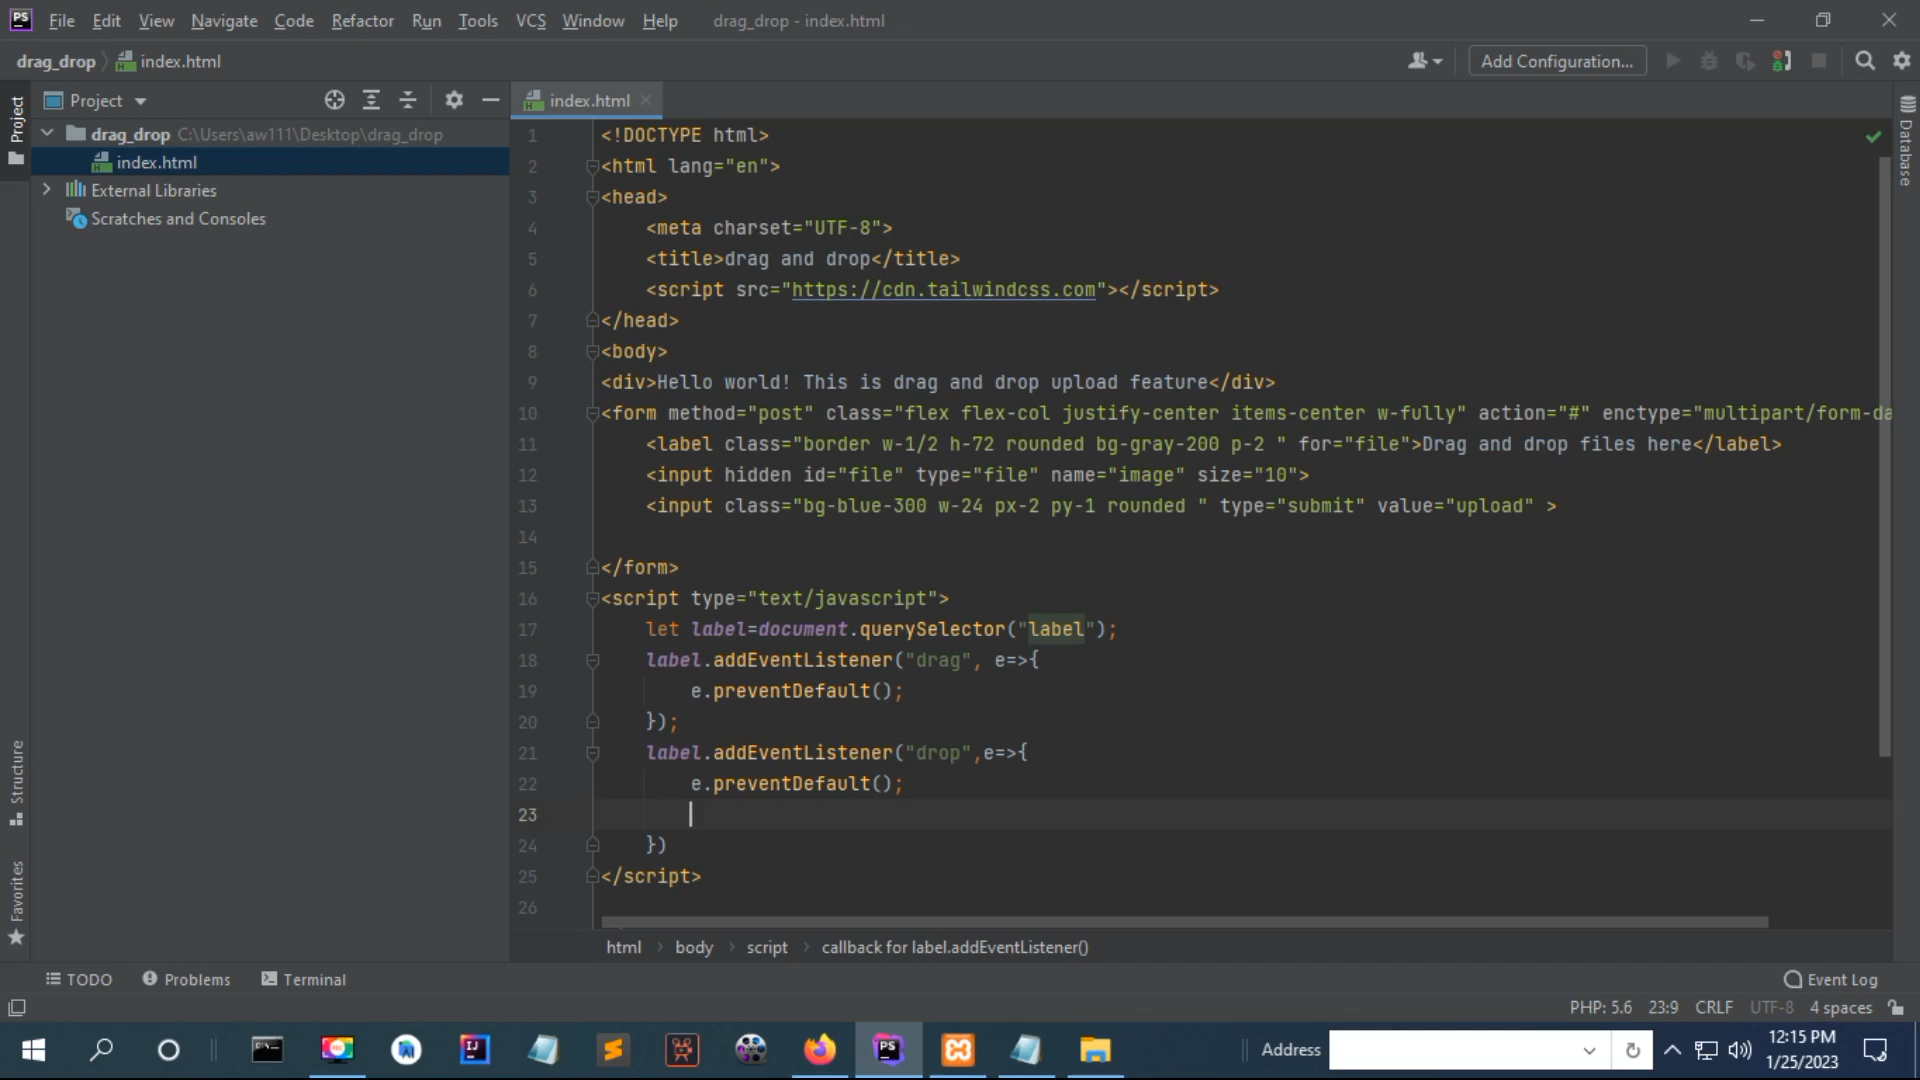 PS File Edit View Navigate Code Refactor Run Tools VCS Window Help drag_drop - index.html
drag_drop index.html Add Configuration...
Project
Project
index.html
drag_drop C:\Users\aw111\Desktop\drag_drop
index.html
External Libraries
Scratches and Consoles
1 <!DOCTYPE html>
2 <html lang="en">
3 <head>
4 <meta charset="UTF-8">
5 <title>drag and drop</title>
6 <script src="https://cdn.tailwindcss.com"></script>
7 </head>
8 <body>
9 <div>Hello world! This is drag and drop upload feature</div>
10 <form method="post" class="flex flex-col justify-center items-center w-fully" action="#" enctype="multipart/form-da
11 <label class="border w-1/2 h-72 rounded bg-gray-200 p-2 " for="file">Drag and drop files here</label>
12 <input hidden id="file" type="file" name="image" size="10">
13 <input class="bg-blue-300 w-24 px-2 py-1 rounded " type="submit" value="upload" >
14
15 </form>
16 <script type="text/javascript">
17 let label=document.querySelector("label");
18 label.addEventListener("drag", e=>{
19 e.preventDefault();
20 });
21 label.addEventListener("drop",e=>{
22 e.preventDefault();
23
24 })
25 </script>
26
Database
Structure
Favorites
html body script callback for label.addEventListener()
TODO Problems Terminal Event Log
PHP: 5.6 23:9 CRLF UTF-8 4 spaces
Address
12:15 PM
1/25/2023